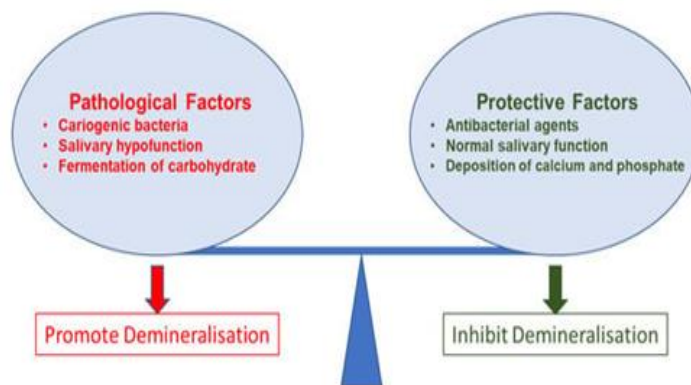 Pathological Factors
• Cariogenic bacteria
• Salivary hypofunction
• Fermentation of carbohydrate
Protective Factors
• Antibacterial agents
• Normal salivary function
• Deposition of calcium and phosphate
Promote Demineralisation
Inhibit Demineralisation